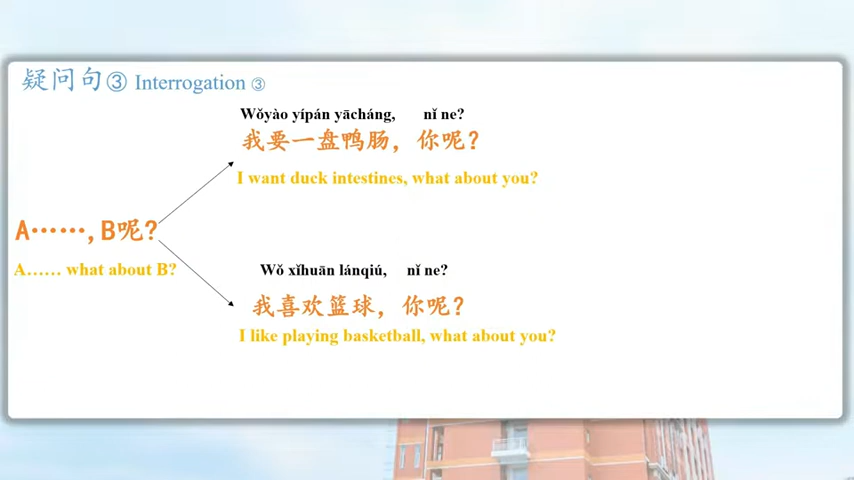 疑问句③ Interrogation ③
Wǒyào yípán yācháng, nǐ ne?
我要一盘鸭肠，你呢？
I want duck intestines, what about you?
A……,B呢?
A…… what about B?
Wǒ xǐhuān lánqiú, nǐ ne?
我喜欢篮球，你呢？
I like playing basketball, what about you?